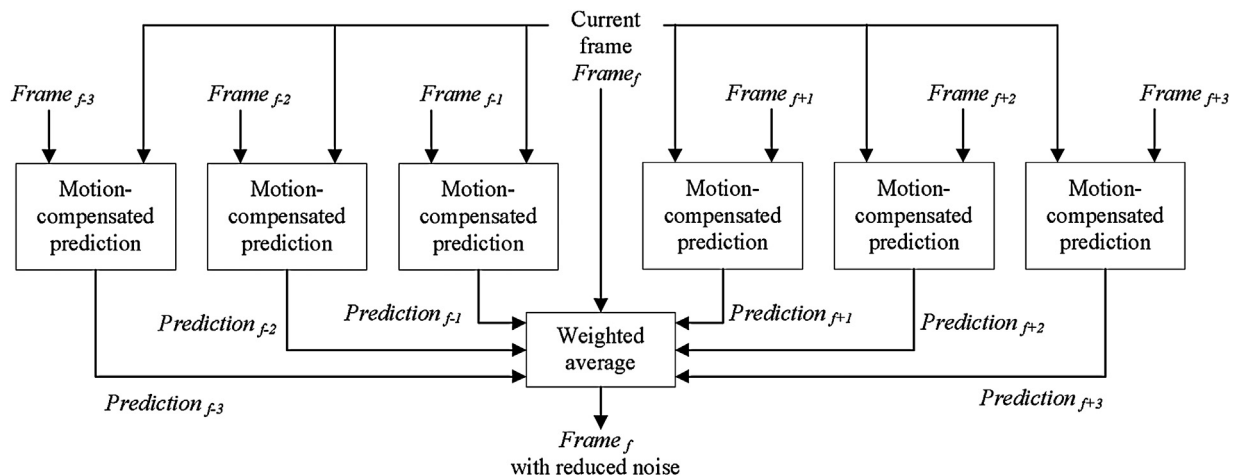 Current
frame
Frame f
Frame f-3
Frame f-2
Frame f-1
Frame f+1
Frame f+2
Frame f+3
Motion-
compensated
prediction
Motion-
compensated
prediction
Motion-
compensated
prediction
Motion-
compensated
prediction
Motion-
compensated
prediction
Motion-
compensated
prediction
Prediction f-3
Prediction f-2
Prediction f-1
Weighted
average
Prediction f+1
Prediction f+2
Prediction f+3
Frame f
with reduced noise